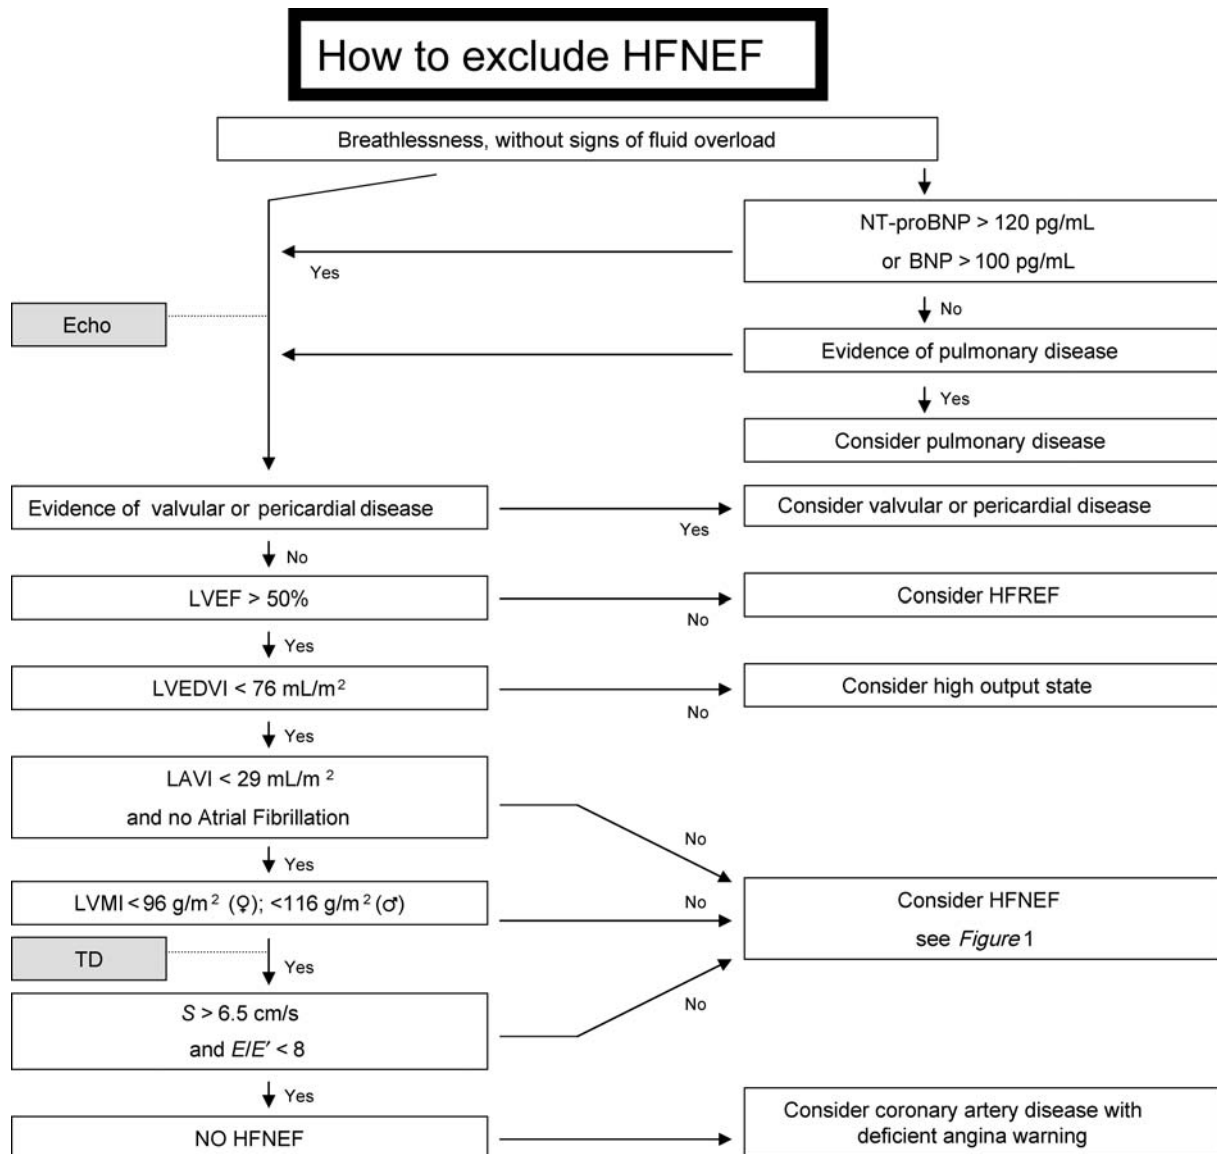 How to exclude HFNEF
Breathlessness, without signs of fluid overload
NT-proBNP > 120 pg/mL
or BNP > 100 pg/mL
Yes
No
Echo
Evidence of pulmonary disease
Yes
Consider pulmonary disease
Evidence of valvular or pericardial disease
Yes
Consider valvular or pericardial disease
No
LVEF > 50%
No
Consider HFREF
Yes
LVEDVI < 76 mL/m²
No
Consider high output state
Yes
LAVI < 29 mL/m ²
and no Atrial Fibrillation
No
Yes
LVMI < 96 g/m² (♀); <116 g/m² (♂)
No
Consider HFNEF
see Figure 1
TD
Yes
S > 6.5 cm/s
and E/E′ < 8
No
Yes
NO HFNEF
Consider coronary artery disease with
deficient angina warning